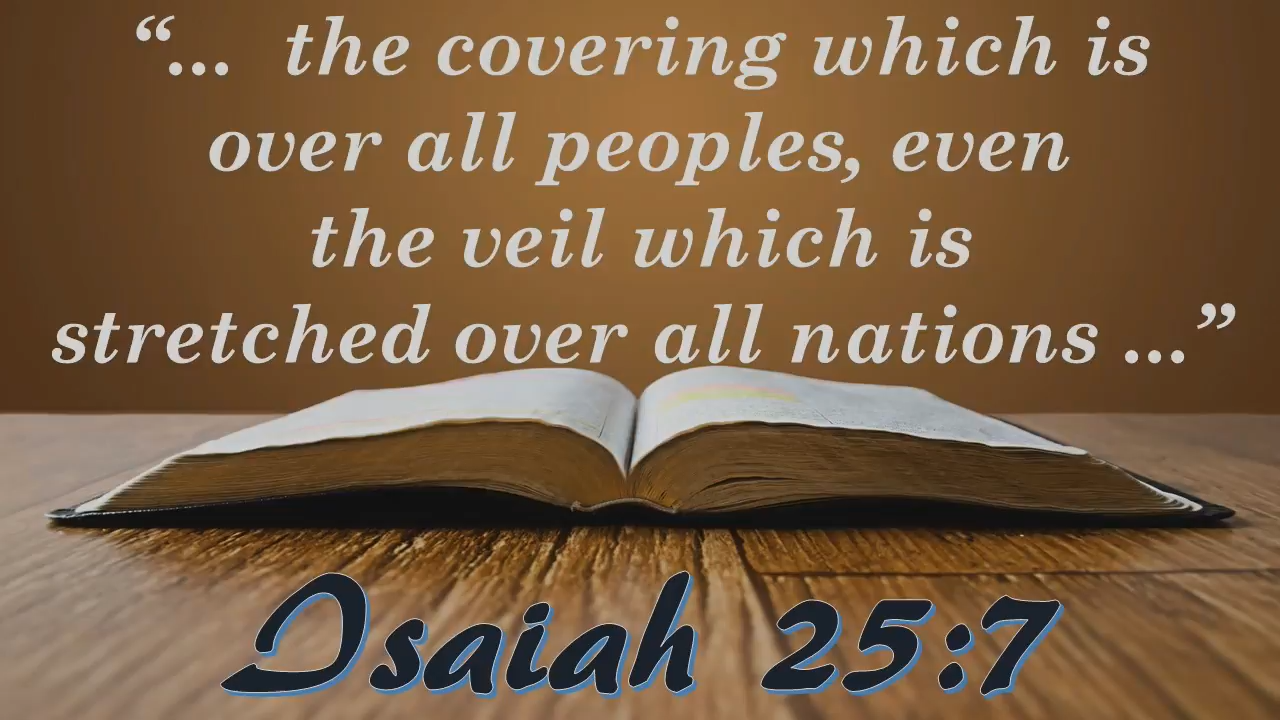 “... the covering which is
over all peoples, even
the veil which is
stretched over all nations ...”
Isaiah 25:7